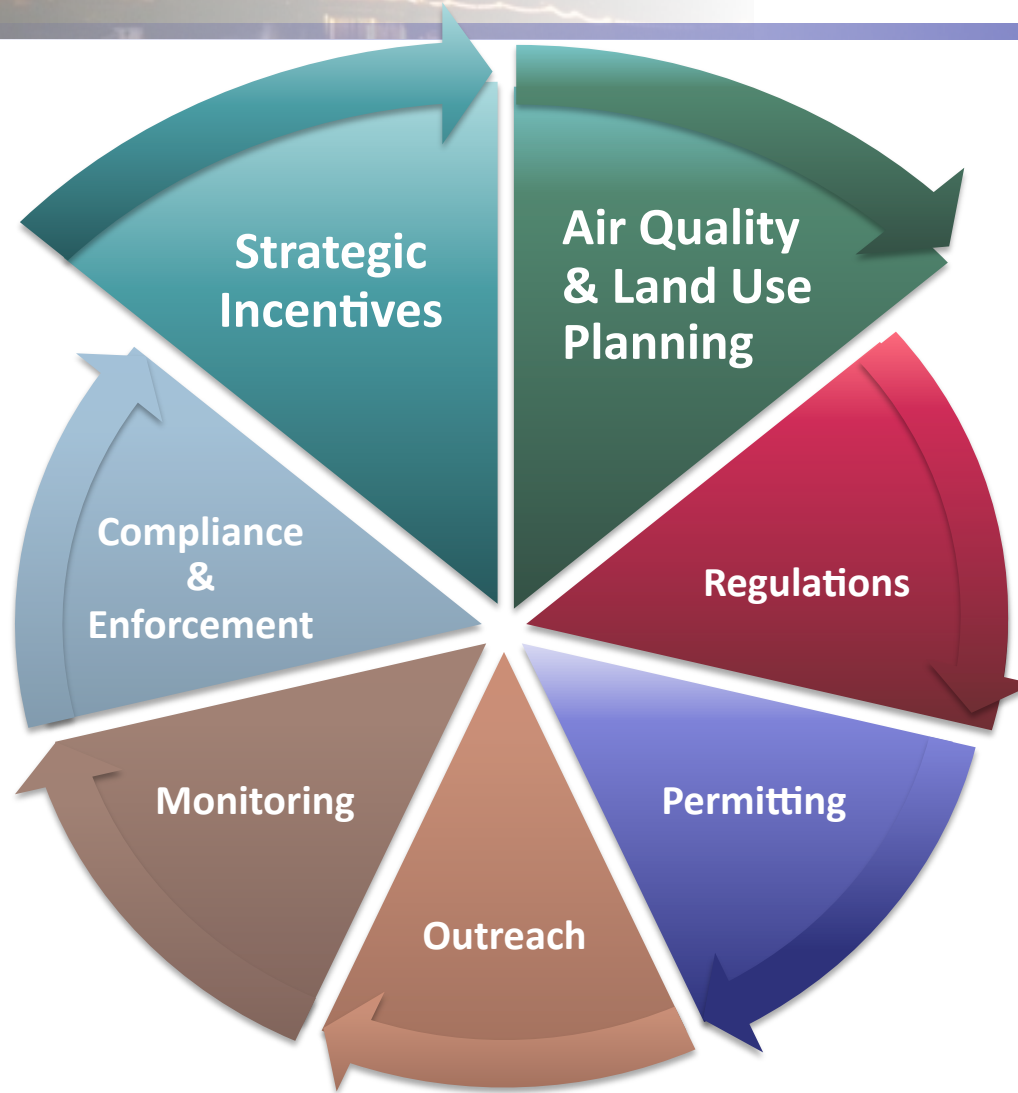 Strategic
Incentives
Air Quality
& Land Use
Planning
Regulations
Permitting
Outreach
Monitoring
Compliance
&
Enforcement